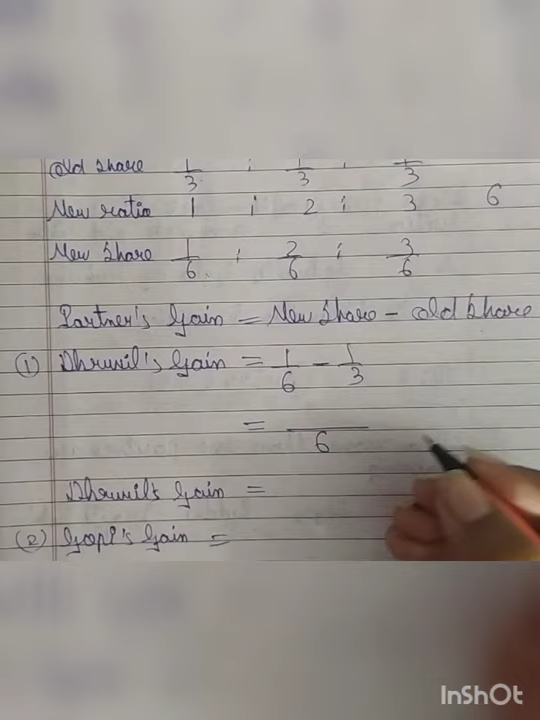 Old Share 1/3 : 1/3 : 1/3
New ratio 1 : 2 : 3 6
New Share 1/6 : 2/6 : 3/6
Partner's Gain = New Share - Old Share
(1) Dhruvil's Gain = 1/6 - 1/3
= /6
Dhruvil's Gain =
(2) Gopi's Gain =
InShOt